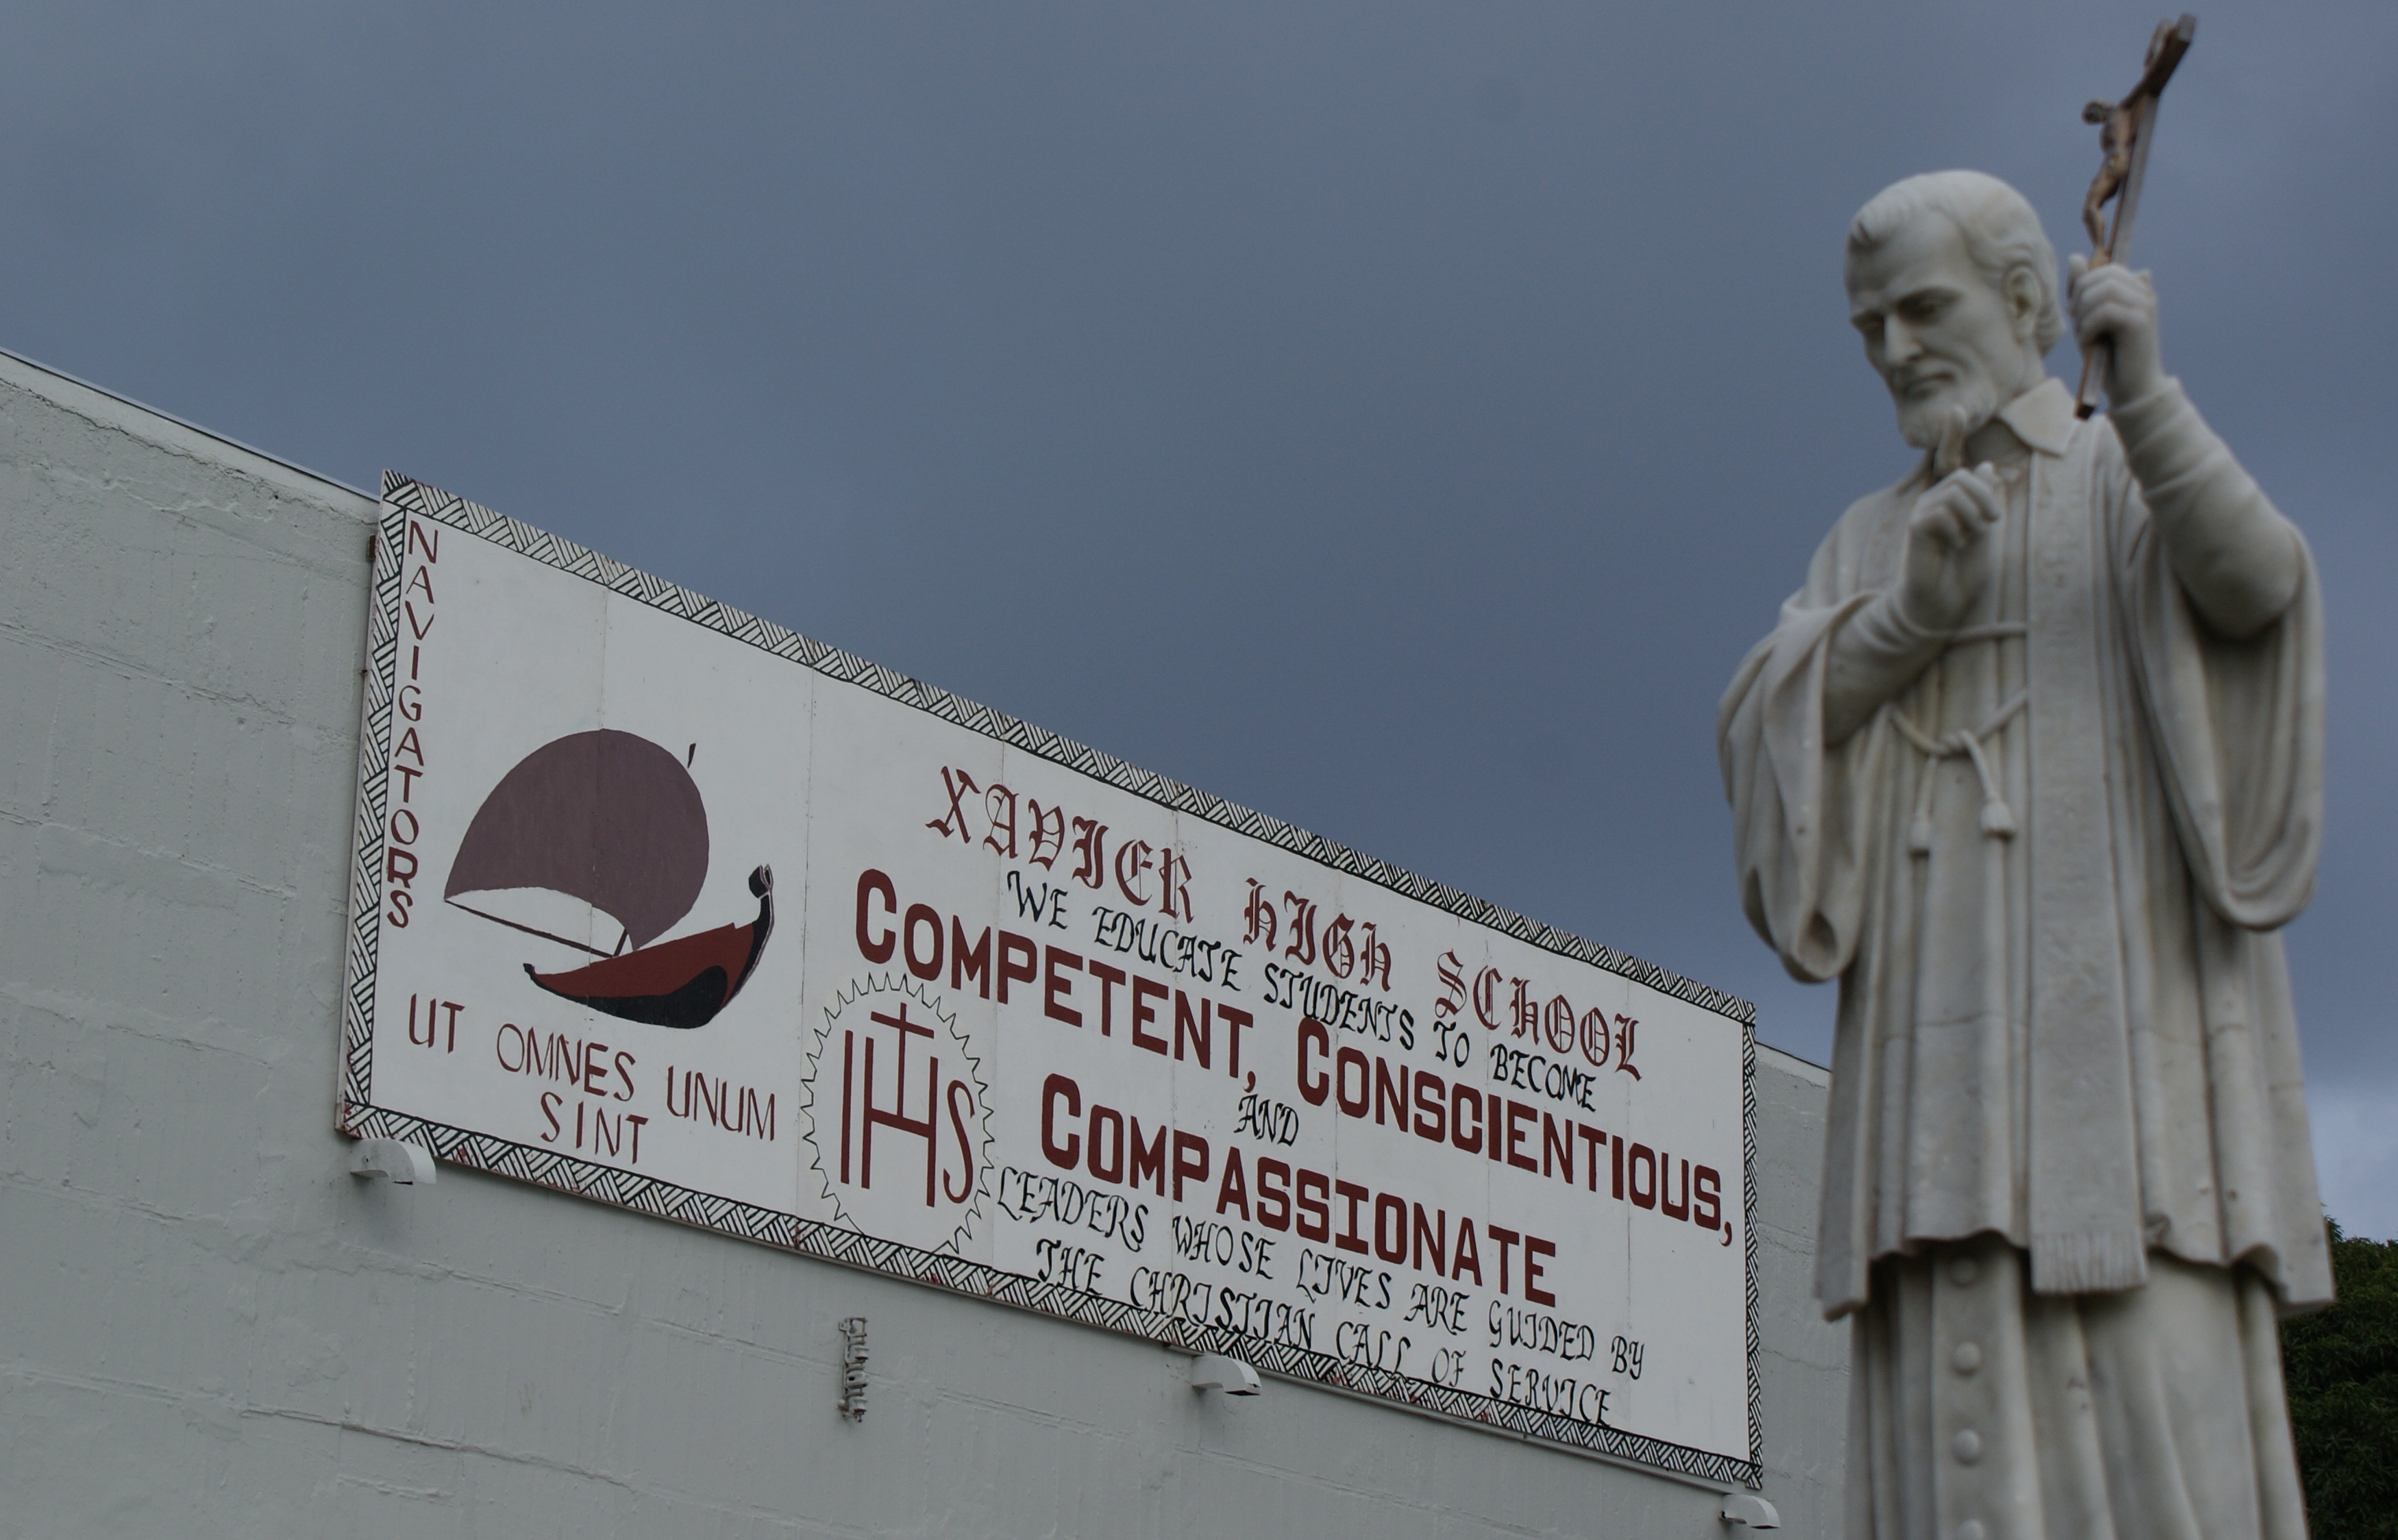 NAVIGATORS
UT OMNES UNUM
SINT
IHS
XAVIER HIGH SCHOOL
WE EDUCATE STUDENTS TO BECOME
COMPETENT, CONSCIENTIOUS,
AND
COMPASSIONATE
LEADERS WHOSE LIVES ARE GUIDED BY
THE CHRISTIAN CALL OF SERVICE